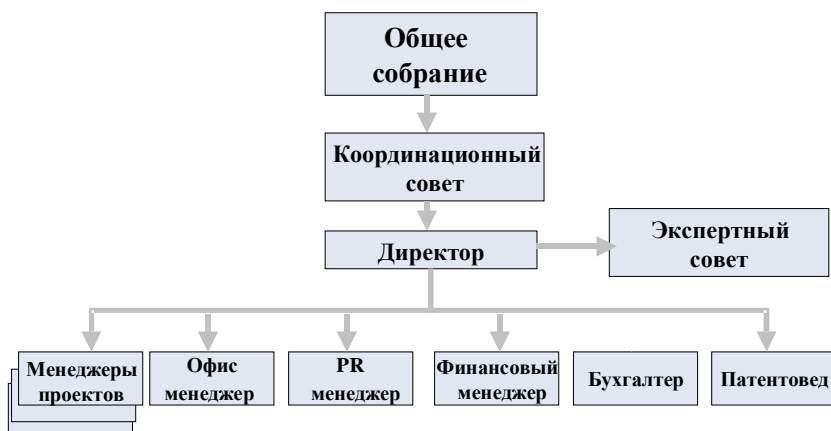 Общее
собрание
Координационный
совет
Директор
Экспертный
совет
Менеджеры
проектов
Офис
менеджер
PR
менеджер
Финансовый
менеджер
Бухгалтер
Патентовед